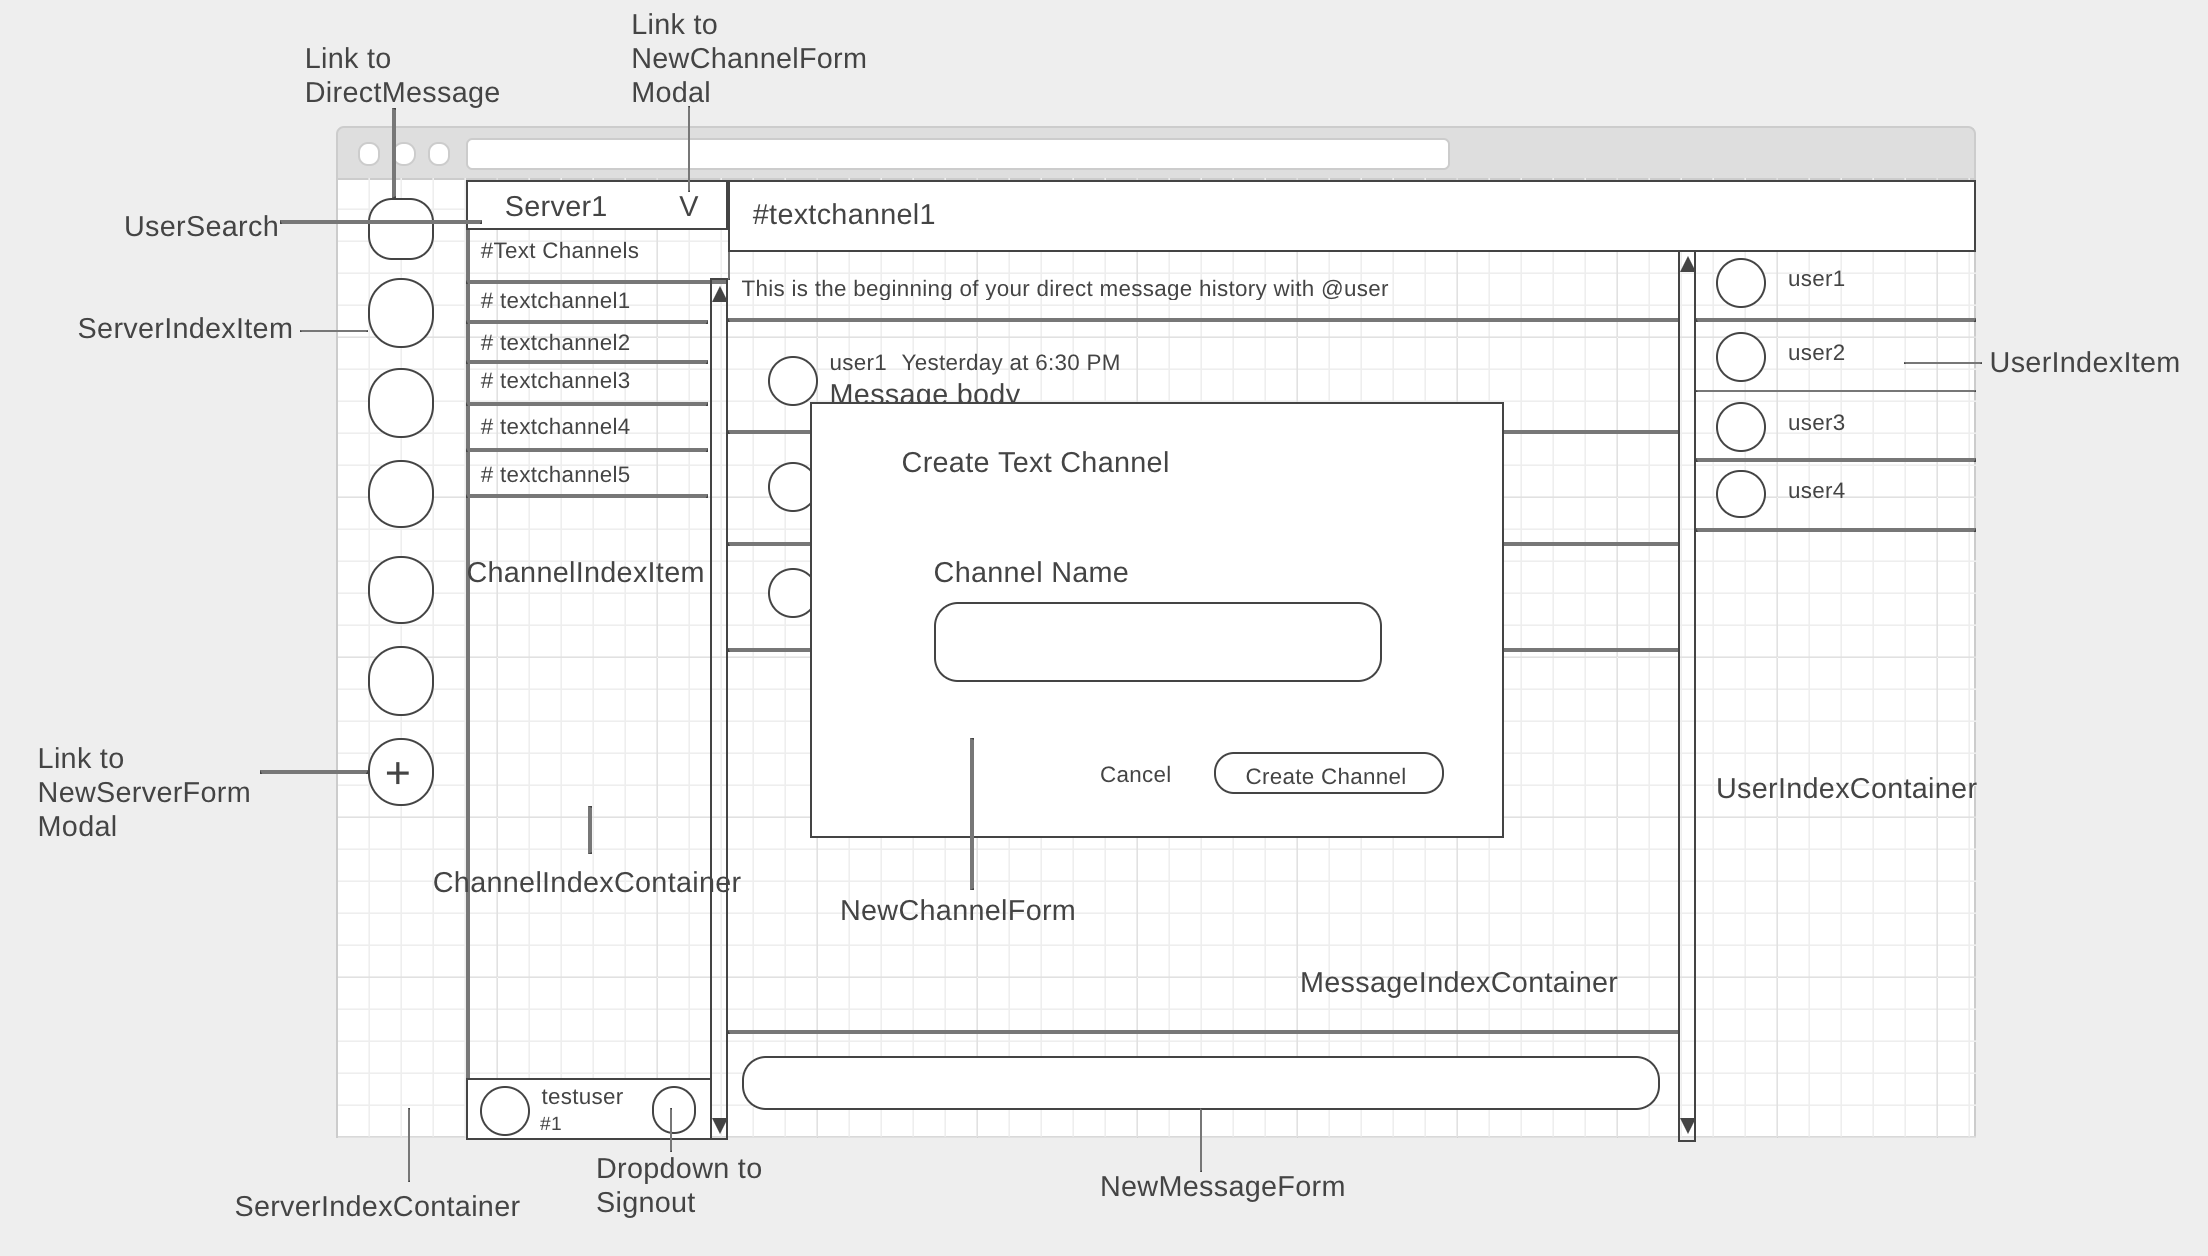 Link to
NewChannelForm
Modal
Link to
DirectMessage
UserSearch
Server1 V
#textchannel1
#Text Channels
This is the beginning of your direct message history with @user
user1
# textchannel1
ServerIndexItem
# textchannel2
user1 Yesterday at 6:30 PM
user2
UserIndexItem
# textchannel3
Message body
# textchannel4
user3
Create Text Channel
# textchannel5
user4
ChannelIndexItem
Channel Name
Link to
NewServerForm
Modal
+
Cancel
Create Channel
UserIndexContainer
ChannelIndexContainer
NewChannelForm
MessageIndexContainer
testuser
#1
Dropdown to
Signout
NewMessageForm
ServerIndexContainer